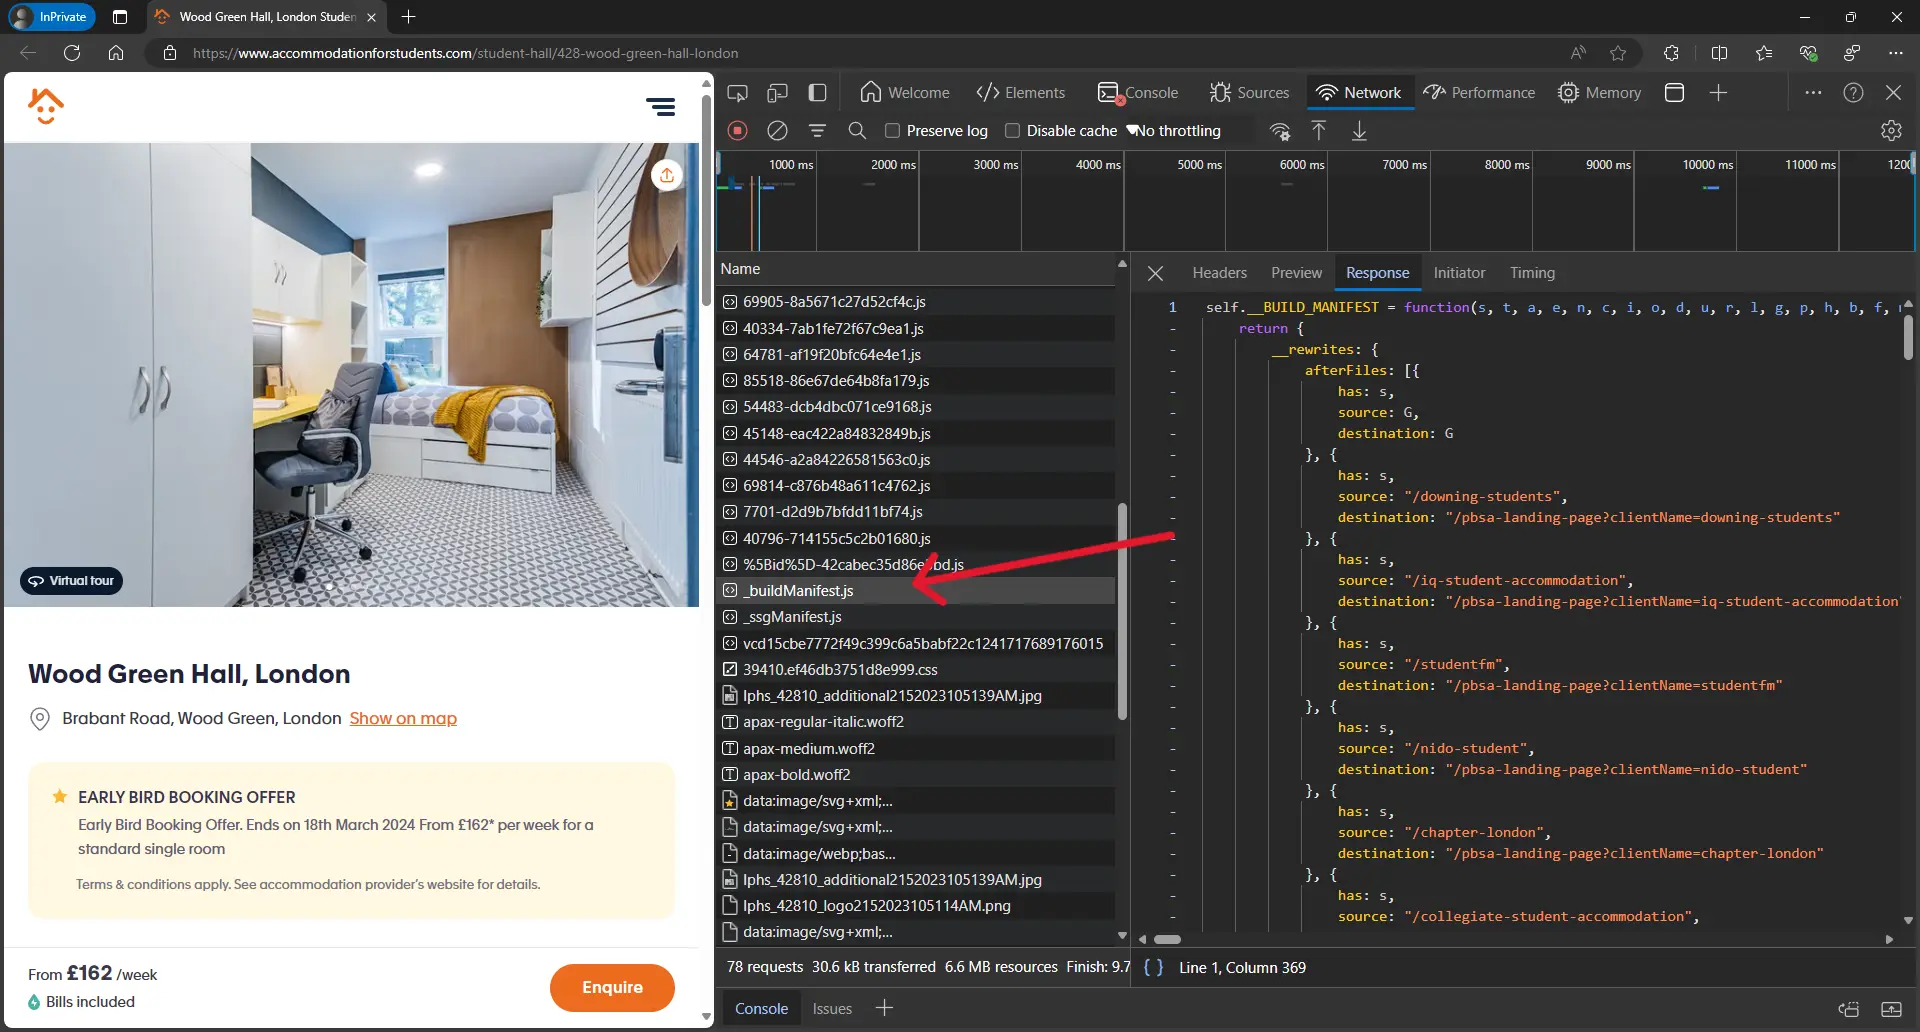 InPrivate
Wood Green Hall, London Studen
https://www.accommodationforstudents.com/student-hall/428-wood-green-hall-london
Virtual tour
Wood Green Hall, London
Brabant Road, Wood Green, London Show on map
EARLY BIRD BOOKING OFFER
Early Bird Booking Offer. Ends on 18th March 2024 From £162* per week for a
standard single room
Terms & conditions apply. See accommodation provider's website for details.
From £162 /week
Bills included
Enquire
Welcome Elements Console Sources Network Performance Memory
Preserve log Disable cache No throttling
1000 ms 2000 ms 3000 ms 4000 ms 5000 ms 6000 ms 7000 ms 8000 ms 9000 ms 10000 ms 11000 ms 1200
Name
69905-8a5671c27d52cf4c.js
40334-7ab1fe72f67c9ea1.js
64781-af19f20bfc64e4e1.js
85518-86e67de64b8fa179.js
54483-dcb4dbc071ce9168.js
45148-eac422a84832849b.js
44546-a2a84226581563c0.js
69814-c876b48a611c4762.js
7701-d2d9b7bfdd11bf74.js
40796-714155c5c2b01680.js
_buildManifest.js
_ssgManifest.js
vcd15cbe7772f49c399c6a5babf22c1241717689176015
39410.ef46db3751d8e999.css
lphs_42810_additional2152023105139AM.jpg
apax-regular-italic.woff2
apax-medium.woff2
apax-bold.woff2
data:image/svg+xml;...
data:image/svg+xml;...
data:image/webp;bas...
lphs_42810_additional2152023105139AM.jpg
lphs_42810_logo2152023105114AM.png
data:image/svg+xml;...
78 requests 30.6 kB transferred 6.6 MB resources Finish: 9.7
Headers Preview Response Initiator Timing
1 self.__BUILD_MANIFEST = function(s, t, a, e, n, c, i, o, d, u, r, l, g, p, h, b, f,
- return {
- __rewrites: {
- afterFiles: [{
- has: s,
- source: G,
- destination: G
- }, {
- has: s,
- source: "/downing-students",
- destination: "/pbsa-landing-page?clientName=downing-students"
- }, {
- has: s,
- source: "/iq-student-accommodation",
- destination: "/pbsa-landing-page?clientName=iq-student-accommodation"
- }, {
- has: s,
- source: "/studentfm",
- destination: "/pbsa-landing-page?clientName=studentfm"
- }, {
- has: s,
- source: "/nido-student",
- destination: "/pbsa-landing-page?clientName=nido-student"
- }, {
- has: s,
- source: "/chapter-london",
- destination: "/pbsa-landing-page?clientName=chapter-london"
- }, {
- has: s,
- source: "/collegiate-student-accommodation",
{ } Line 1, Column 369
Console Issues